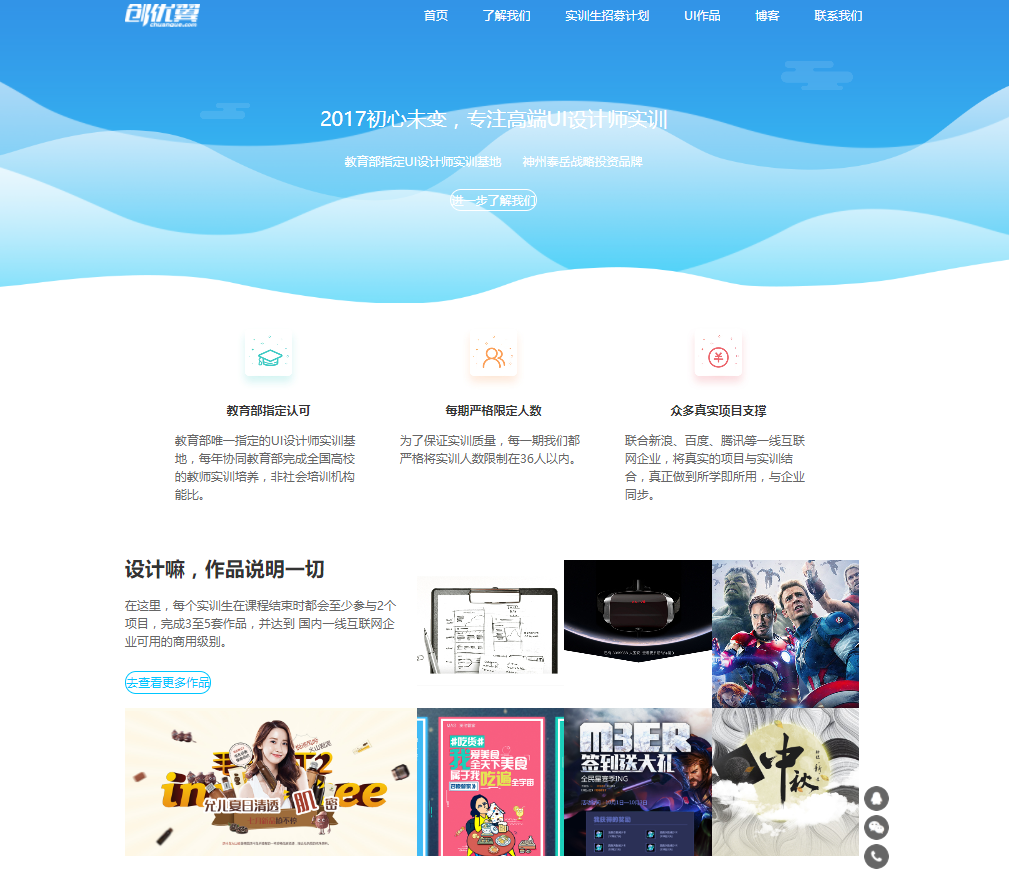 创优翼
chuangue.com
首页 了解我们 实训生招募计划 UI作品 博客 联系我们
2017初心未变，专注高端UI设计师实训
教育部指定UI设计师实训基地 神州泰岳战略投资品牌
进一步了解我们
教育部指定认可
教育部唯一指定的UI设计师实训基
地，每年协同教育部完成全国高校
的教师实训培养，非社会培训机构
能比。
每期严格限定人数
为了保证实训质量，每一期我们都
严格将实训人数限制在36人以内。
众多真实项目支撑
联合新浪、百度、腾讯等一线互联
网企业，将真实的项目与实训结
合，真正做到所学即所用，与企业
同步。
设计嘛，作品说明一切
在这里，每个实训生在课程结束时都会至少参与2个
项目，完成3至5套作品，并达到 国内一线互联网企
业可用的商用级别。
去查看更多作品
允儿夏日清透
肌
密
#吃货#
我爱美食
全天下美食
属于我吃遍全宇宙
M3ER
签到送大礼
全民星赛季ING
中秋